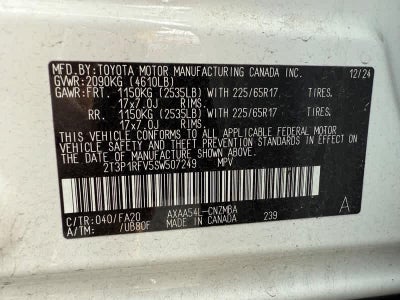 MFD.BY:TOYOTA MOTOR MANUFACTURING CANADA INC. 12/24
GVWR:2090KG (4610LB)
GAWR:FRT. 1150KG (2535LB) WITH 225/65R17 TIRES.
17x7.0J RIMS.
RR. 1150KG (2535LB) WITH 225/65R17 TIRES.
17x7.0J RIMS.
THIS VEHICLE CONFORMS TO ALL APPLICABLE FEDERAL MOTOR
VEHICLE SAFETY AND THEFT PREVENTION STANDARDS IN EFFECT
ON THE DATE OF MANUFACTURE SHOWN ABOVE.
2T3P1RFV5SW507249 MPV
C/TR:040/FA20 AXAA54L-CNZMBA A
A/TM: /UB80F MADE IN CANADA 239